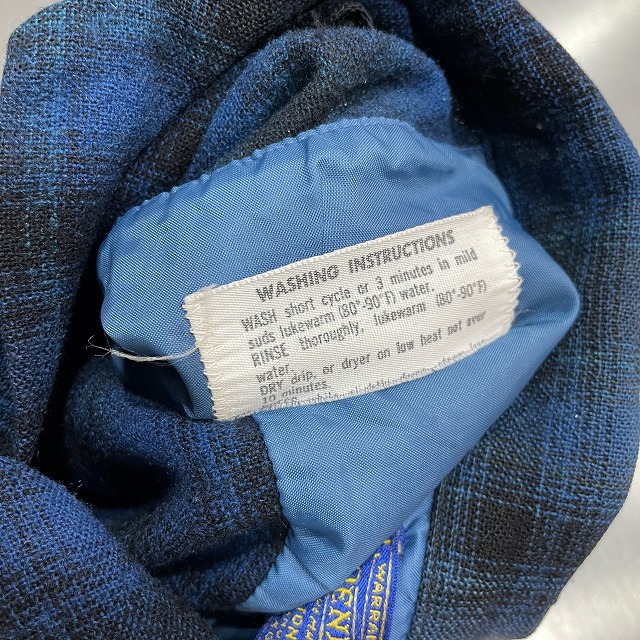 WASHING INSTRUCTIONS
WASH short cycle or 3 minutes in mild
suds lukewarm (80°-90°F) water.
RINSE thoroughly, lukewarm (80°-90°F)
water.
DRY drip, or dryer on low heat not over
10 minutes.
WARRAN